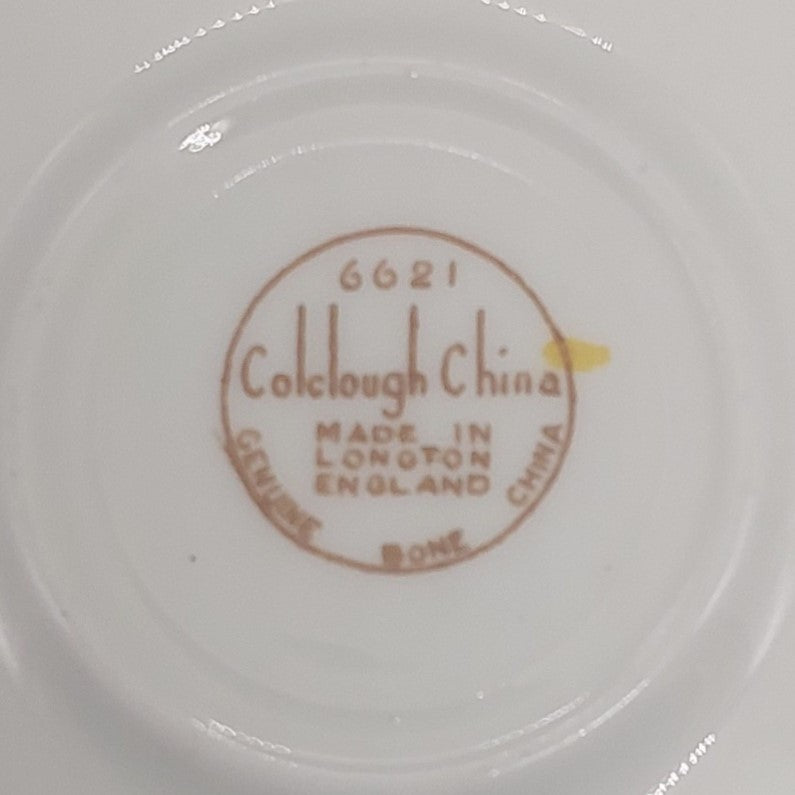 6621
Colclough China
MADE IN
LONGTON
ENGLAND
GENUINE BONE CHINA